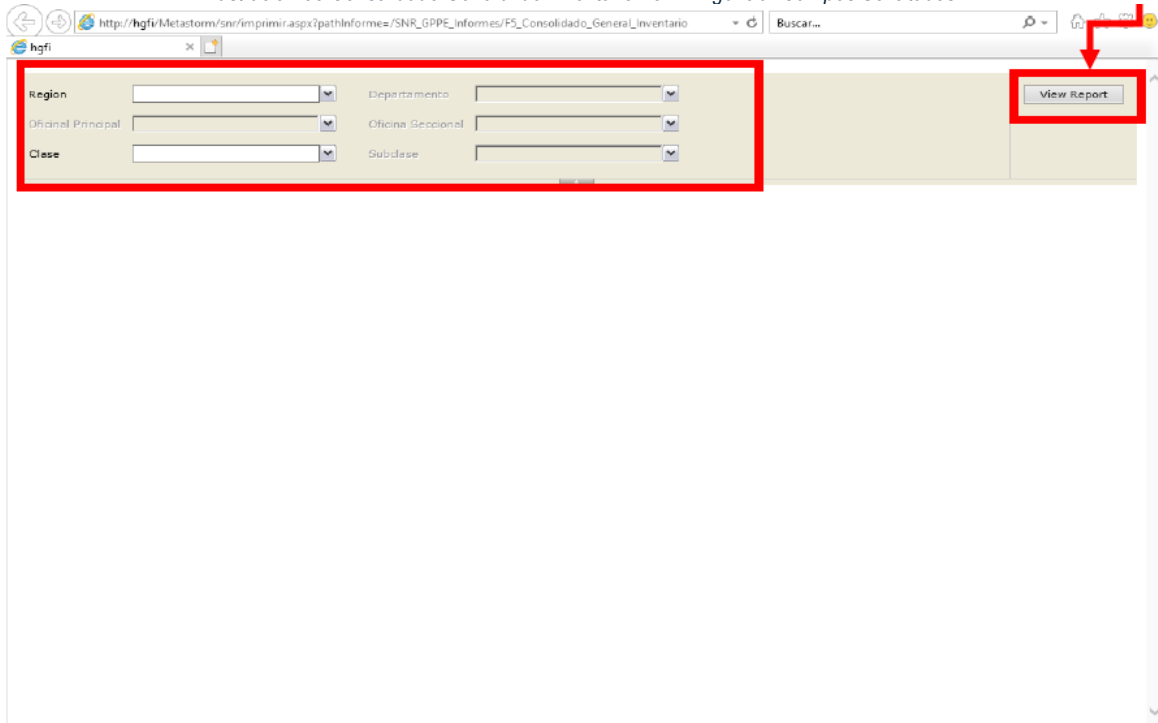 http://hgfi/Metastorm/snr/imprimir.aspx?pathInforme=/SNR_GPPE_Informes/F5_Consolidado_General_Inventario Buscar...
hgfi
Region Departamento View Report
Oficinal Principal Oficina Seccional
Clase Subclase